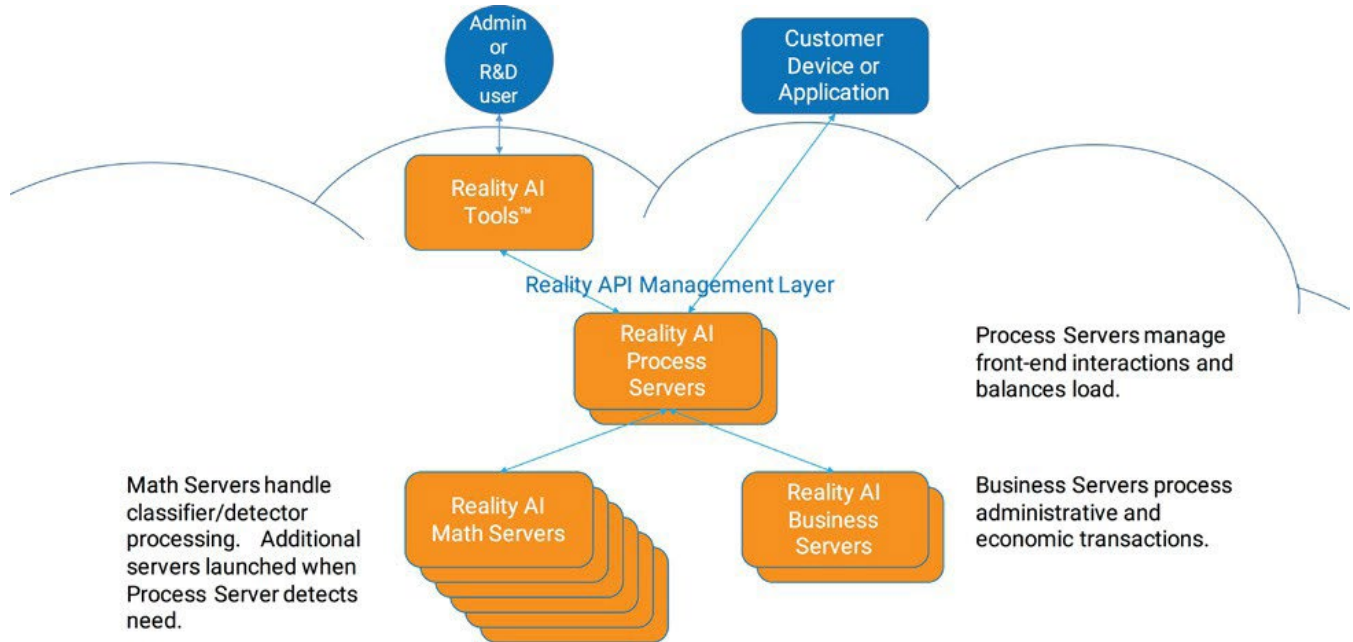 Admin
or
R&D
user
Customer
Device or
Application
Reality AI
Tools™
Reality API Management Layer
Reality AI
Process
Servers
Process Servers manage
front-end interactions and
balances load.
Math Servers handle
classifier/detector
processing. Additional
servers launched when
Process Server detects
need.
Reality AI
Math Servers
Reality AI
Business
Servers
Business Servers process
administrative and
economic transactions.